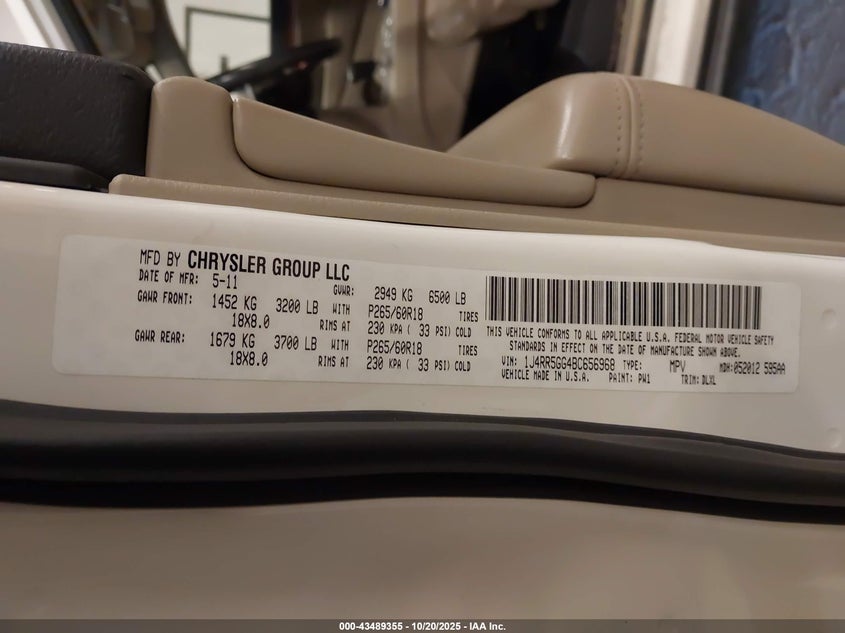 MFD BY CHRYSLER GROUP LLC
DATE OF MFR: 5-11 GVWR: 2949 KG 6500 LB
GAWR FRONT: 1452 KG 3200 LB WITH P265/60R18 TIRES
18X8.0 RIMS AT 230 KPA ( 33 PSI) COLD
GAWR REAR: 1679 KG 3700 LB WITH P265/60R18 TIRES
18X8.0 RIMS AT 230 KPA ( 33 PSI) COLD
THIS VEHICLE CONFORMS TO ALL APPLICABLE U.S.A. FEDERAL MOTOR VEHICLE SAFETY
STANDARDS IN EFFECT ON THE DATE OF MANUFACTURE SHOWN ABOVE.
VIN: 1J4RR5GG4BC656968 TYPE: MPV MDH:052012 595AA
VEHICLE MADE IN U.S.A. PAINT: PW1 TRIM: DLXL
000-43489355 | 10/20/2025 - IAA Inc.